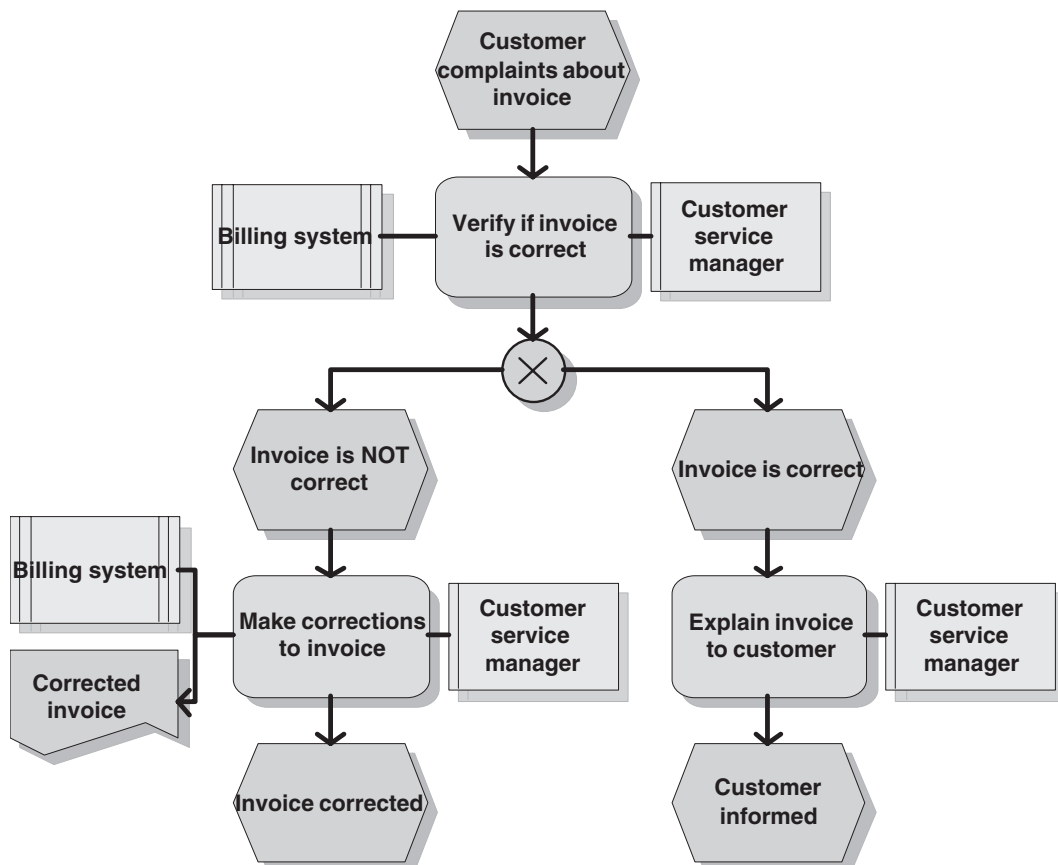 Customer
complaints about
invoice
Billing system
Verify if invoice
is correct
Customer
service
manager
Invoice is NOT
correct
Invoice is correct
Billing system
Make corrections
to invoice
Customer
service
manager
Explain invoice
to customer
Customer
service
manager
Corrected
invoice
Invoice corrected
Customer
informed